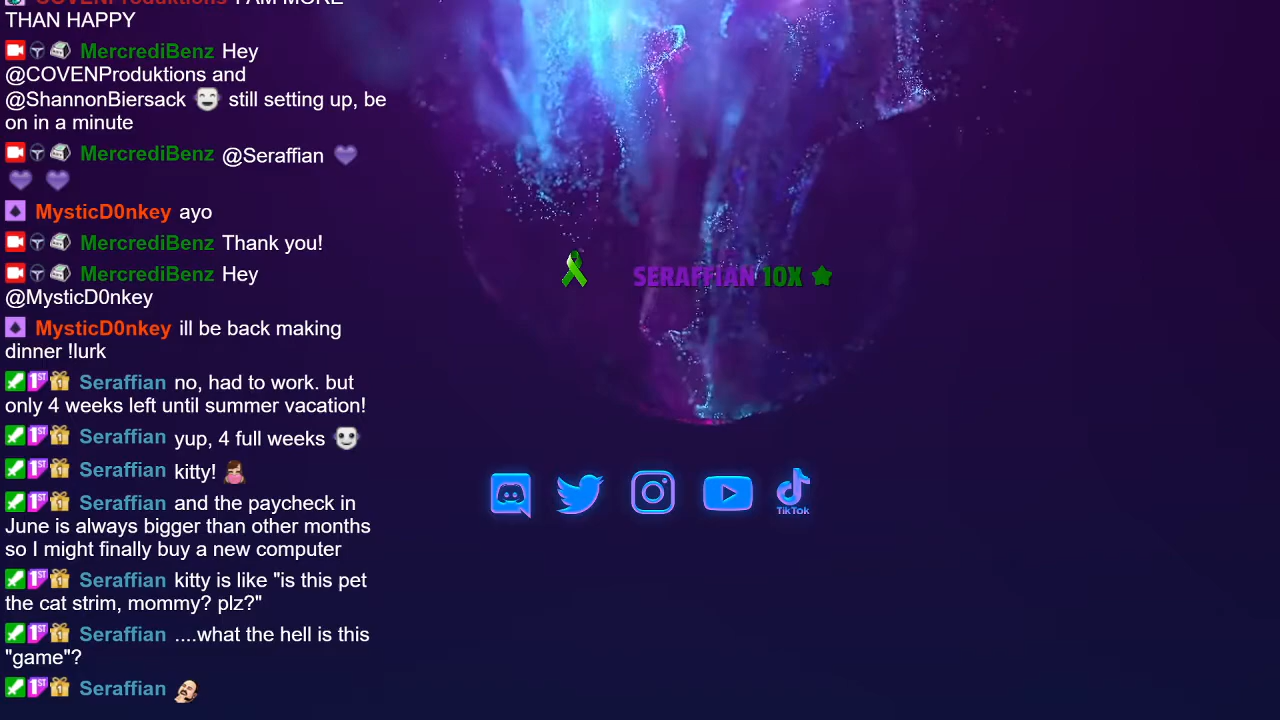 COVENProduktions I AM MORE
THAN HAPPY
MercrediBenz Hey
@COVENProduktions and
@ShannonBiersack still setting up, be
on in a minute
MercrediBenz @Seraffian
MysticD0nkey ayo
MercrediBenz Thank you!
MercrediBenz Hey
@MysticD0nkey
MysticD0nkey ill be back making
dinner !lurk
Seraffian no, had to work. but
only 4 weeks left until summer vacation!
Seraffian yup, 4 full weeks
Seraffian kitty!
Seraffian and the paycheck in
June is always bigger than other months
so I might finally buy a new computer
Seraffian kitty is like "is this pet
the cat strim, mommy? plz?"
Seraffian ....what the hell is this
"game"?
Seraffian
SERAFFIAN 10X
TikTok